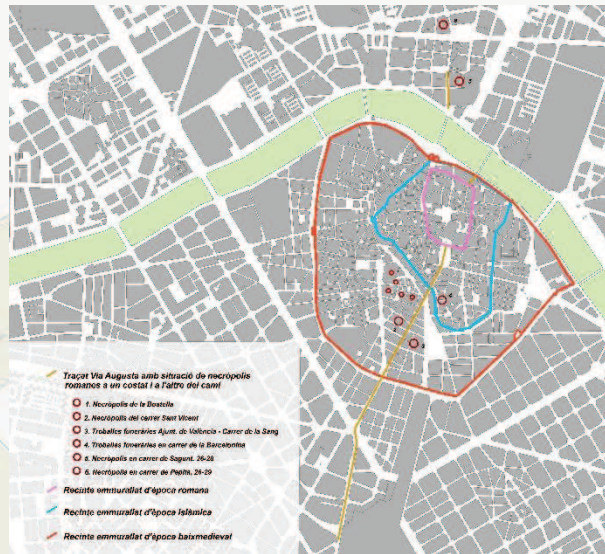 Traçat Via Augusta amb situació de necròpolis
romanes a un costat i a l'altre del camí
1. Necròpolis de la Boatella
2. Necròpolis del carrer Sant Vicent
3. Troballes funeràries Ajunt. de València - Carrer de la Sang
4. Troballes funeràries en carrer de la Barcelonina
5. Necròpolis en carrer de Sagunt, 26-28
6. Necròpolis en carrer de Pepita, 26-29
Recinte emmurallat d'època romana
Recinte emmurallat d'època islàmica
Recinte emmurallat d'època baixmedieval